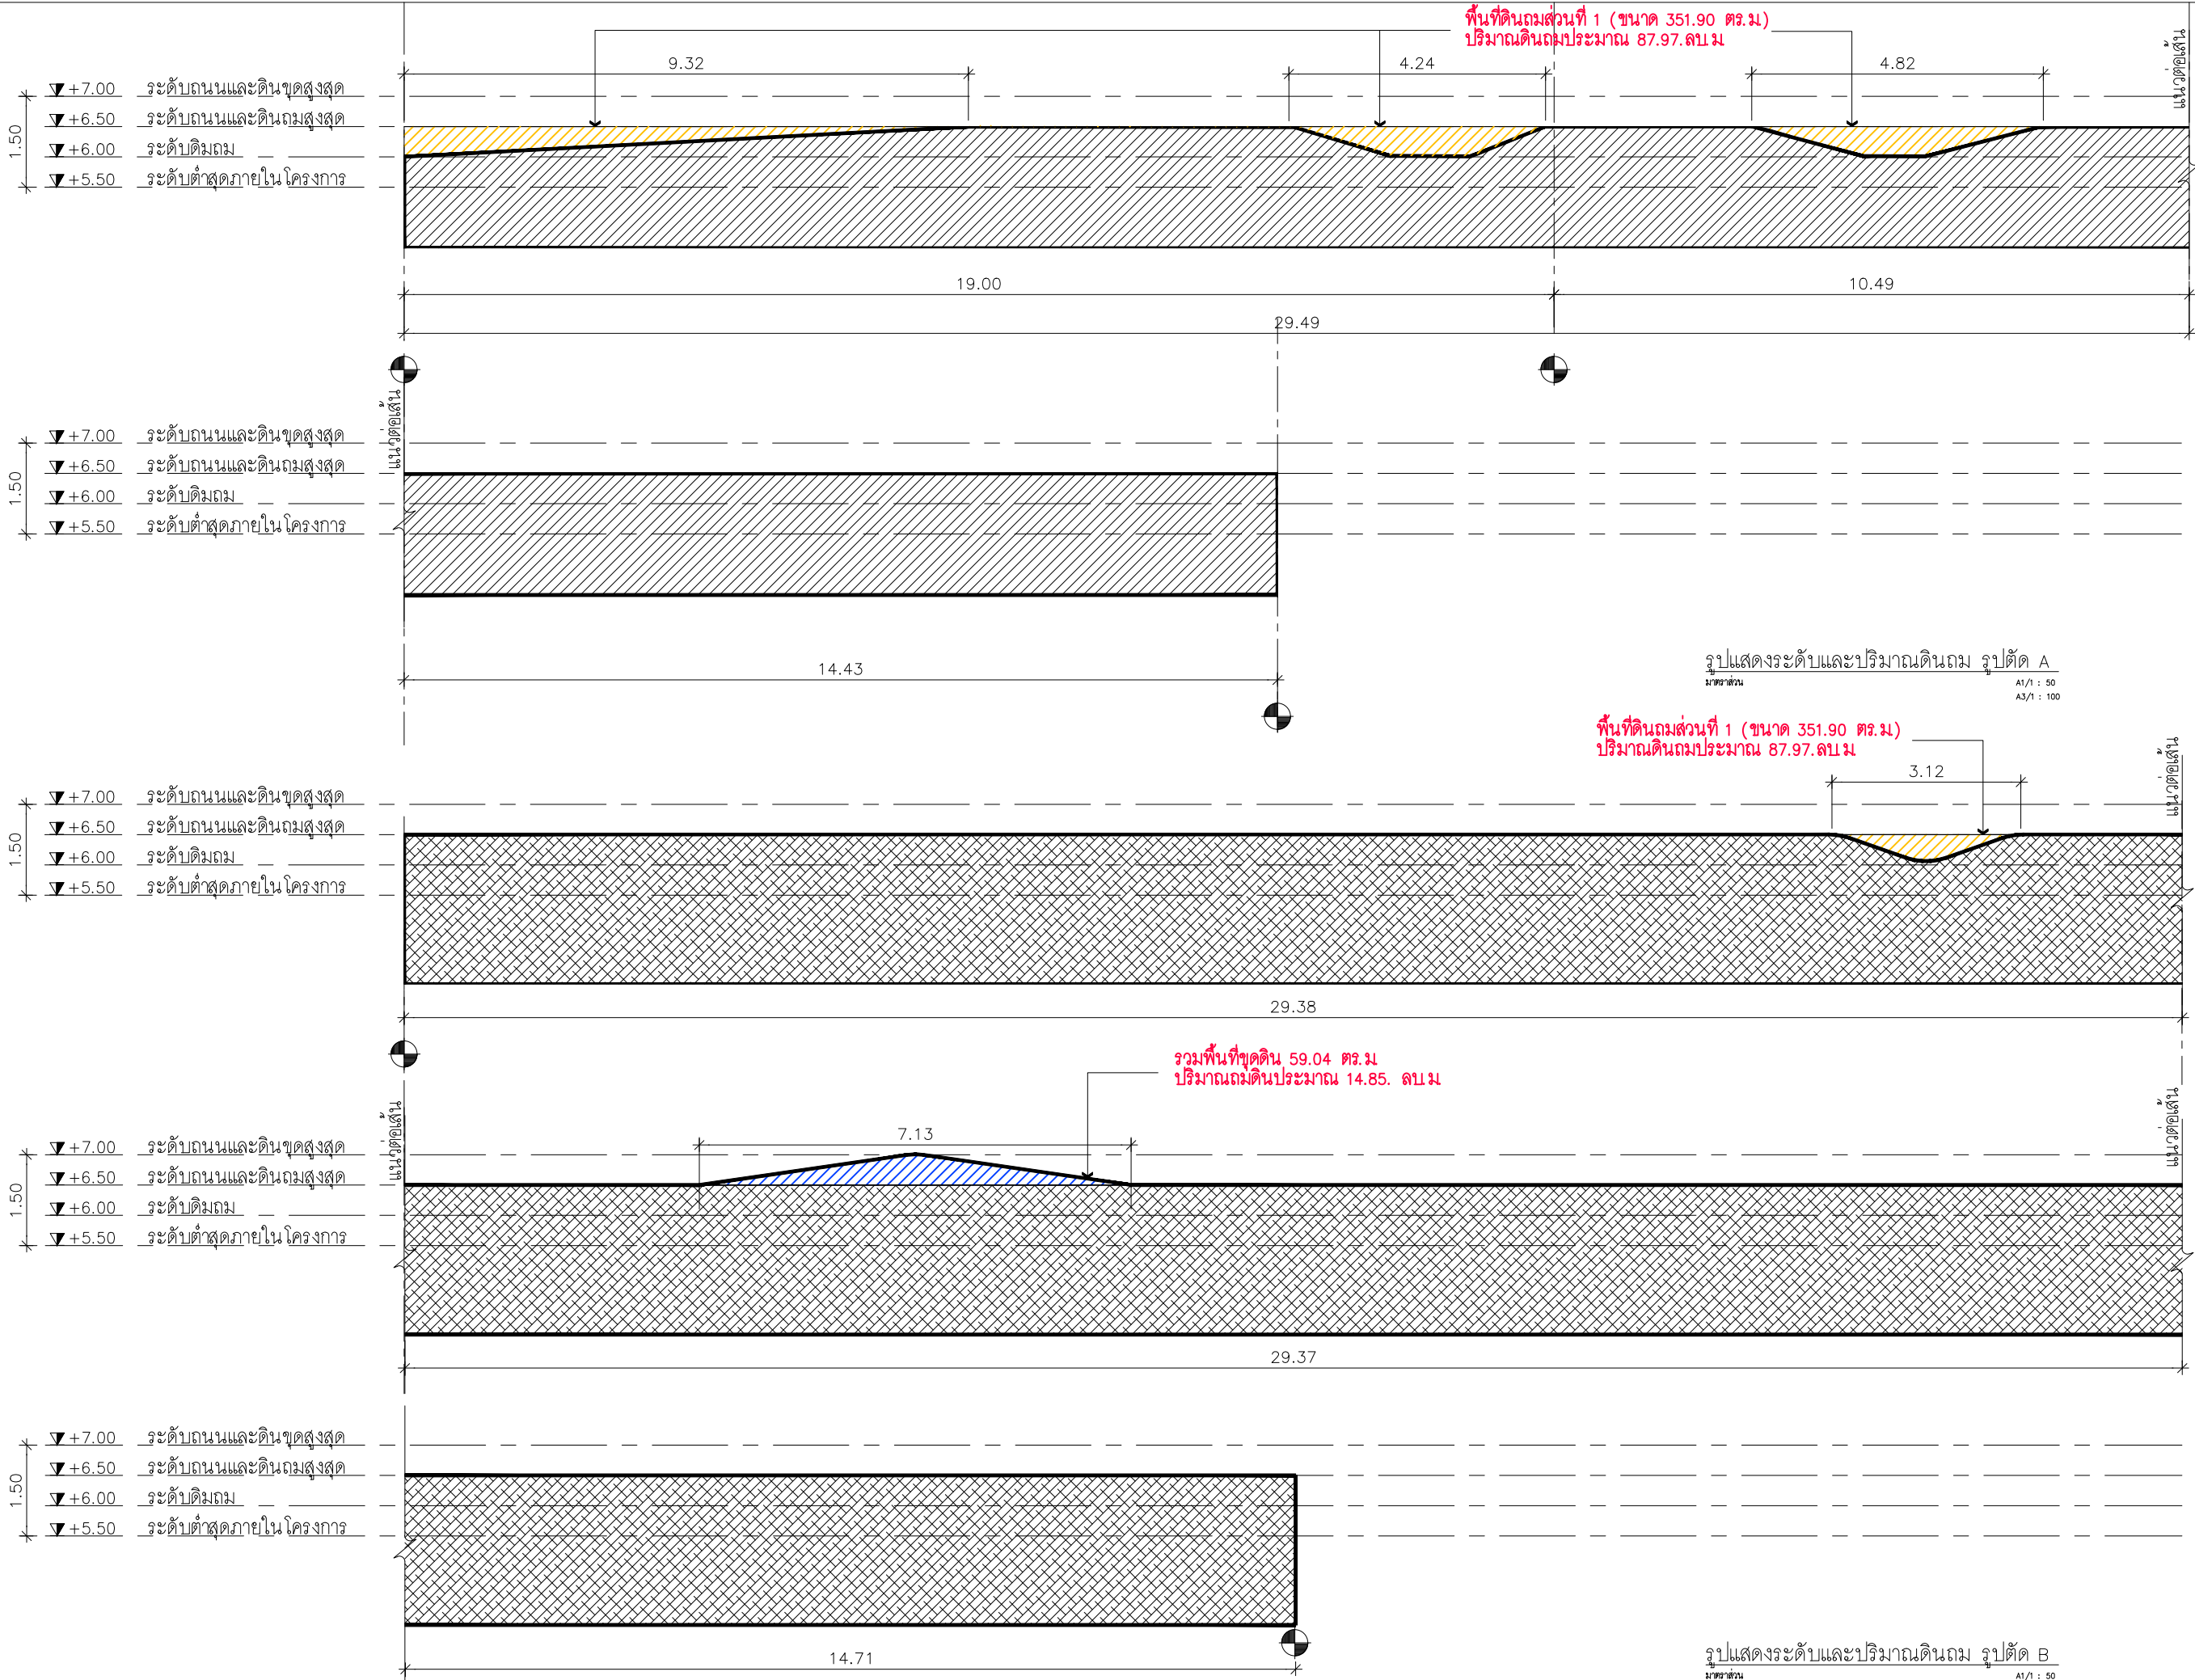 พื้นที่ดินถมส่วนที่ 1 (ขนาด 351.90 ตร.ม.)
ปริมาณดินถมประมาณ 87.97.ลบ.ม
แนวต่อเส้น
9.32
4.24
4.82
+7.00 ระดับถนนและดินขุดสูงสุด
+6.50 ระดับถนนและดินถมสูงสุด
+6.00 ระดับดิมถม
+5.50 ระดับต่ำสุดภายในโครงการ
1.50
19.00
10.49
29.49
แนวต่อเส้น
+7.00 ระดับถนนและดินขุดสูงสุด
+6.50 ระดับถนนและดินถมสูงสุด
+6.00 ระดับดิมถม
+5.50 ระดับต่ำสุดภายในโครงการ
1.50
14.43
รูปแสดงระดับและปริมาณดินถม รูปตัด A
มาตราส่วน
A1/1 : 50
A3/1 : 100
พื้นที่ดินถมส่วนที่ 1 (ขนาด 351.90 ตร.ม.)
ปริมาณดินถมประมาณ 87.97.ลบ.ม
แนวต่อเส้น
3.12
+7.00 ระดับถนนและดินขุดสูงสุด
+6.50 ระดับถนนและดินถมสูงสุด
+6.00 ระดับดิมถม
+5.50 ระดับต่ำสุดภายในโครงการ
1.50
29.38
รวมพื้นที่ขุดดิน 59.04 ตร.ม
ปริมาณถมดินประมาณ 14.85. ลบ.ม
แนวต่อเส้น
แนวต่อเส้น
7.13
+7.00 ระดับถนนและดินขุดสูงสุด
+6.50 ระดับถนนและดินถมสูงสุด
+6.00 ระดับดิมถม
+5.50 ระดับต่ำสุดภายในโครงการ
1.50
29.37
+7.00 ระดับถนนและดินขุดสูงสุด
+6.50 ระดับถนนและดินถมสูงสุด
+6.00 ระดับดิมถม
+5.50 ระดับต่ำสุดภายในโครงการ
1.50
14.71
รูปแสดงระดับและปริมาณดินถม รูปตัด B
มาตราส่วน
A1/1 : 50